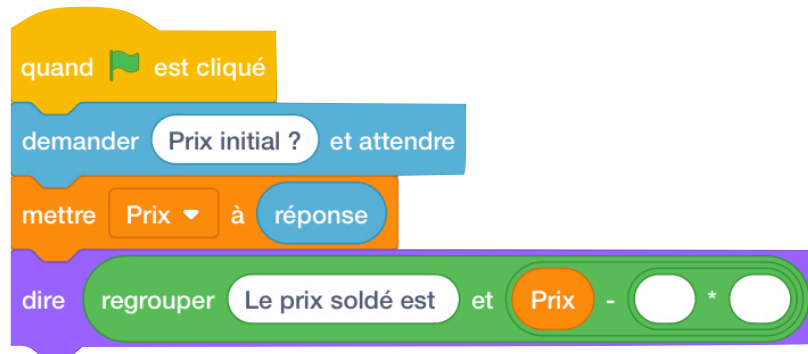 quand est cliqué
demander Prix initial ? et attendre
mettre Prix à réponse
dire regrouper Le prix soldé est et Prix - *